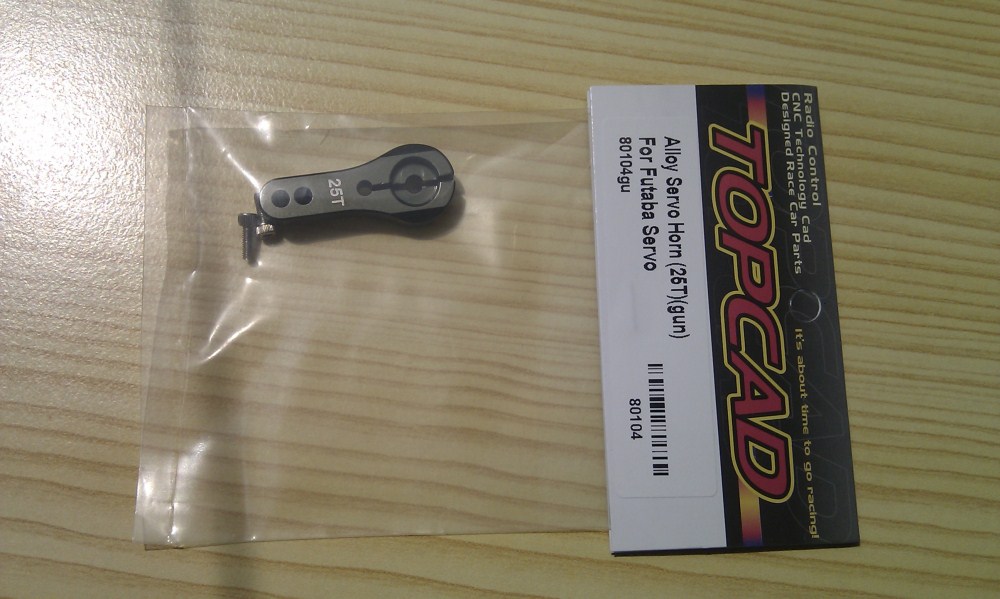 Radio Control
CNC Technology Cad
Designed Race Car Parts
It's about time to go racing!
TOPCAD
Alloy Servo Horn (25T)(gun)
For Futaba Servo
80104gu
80104
25T